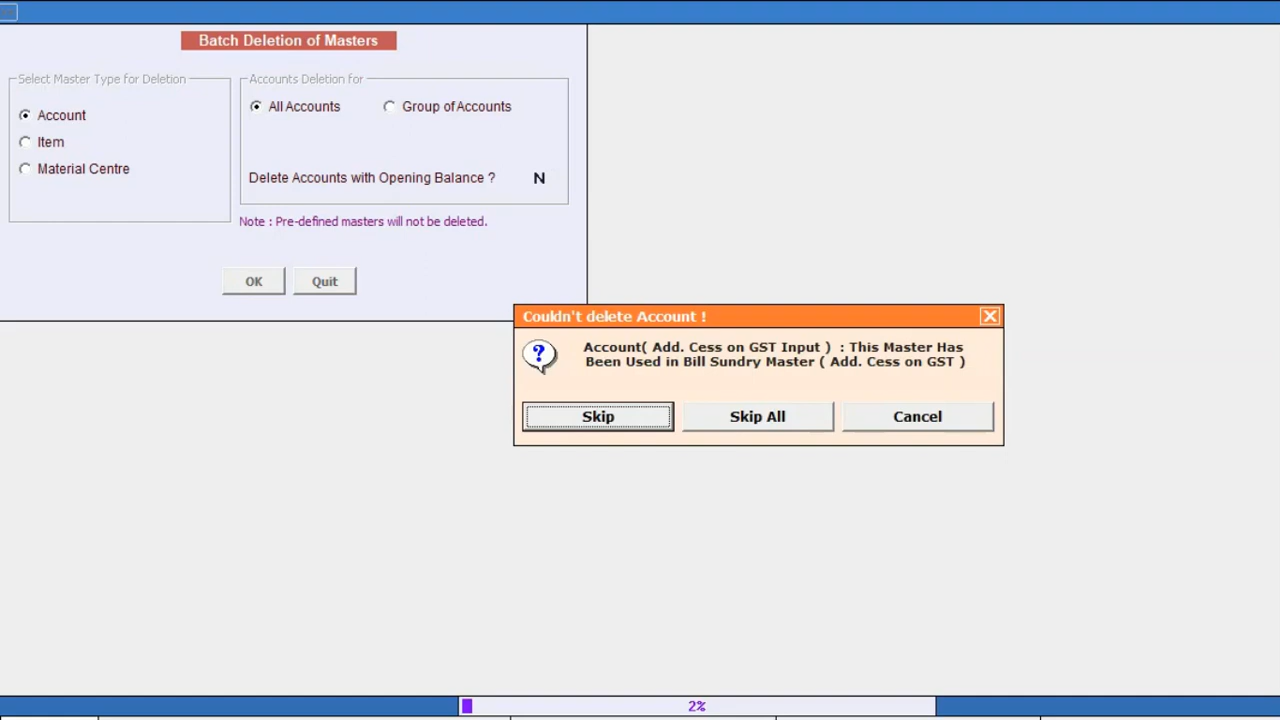 Batch Deletion of Masters
Select Master Type for Deletion
Accounts Deletion for
Account
All Accounts
Group of Accounts
Item
Material Centre
Delete Accounts with Opening Balance ? N
Note : Pre-defined masters will not be deleted.
OK
Quit
Couldn't delete Account !
Account( Add. Cess on GST Input ) : This Master Has
Been Used in Bill Sundry Master ( Add. Cess on GST )
Skip
Skip All
Cancel
2%